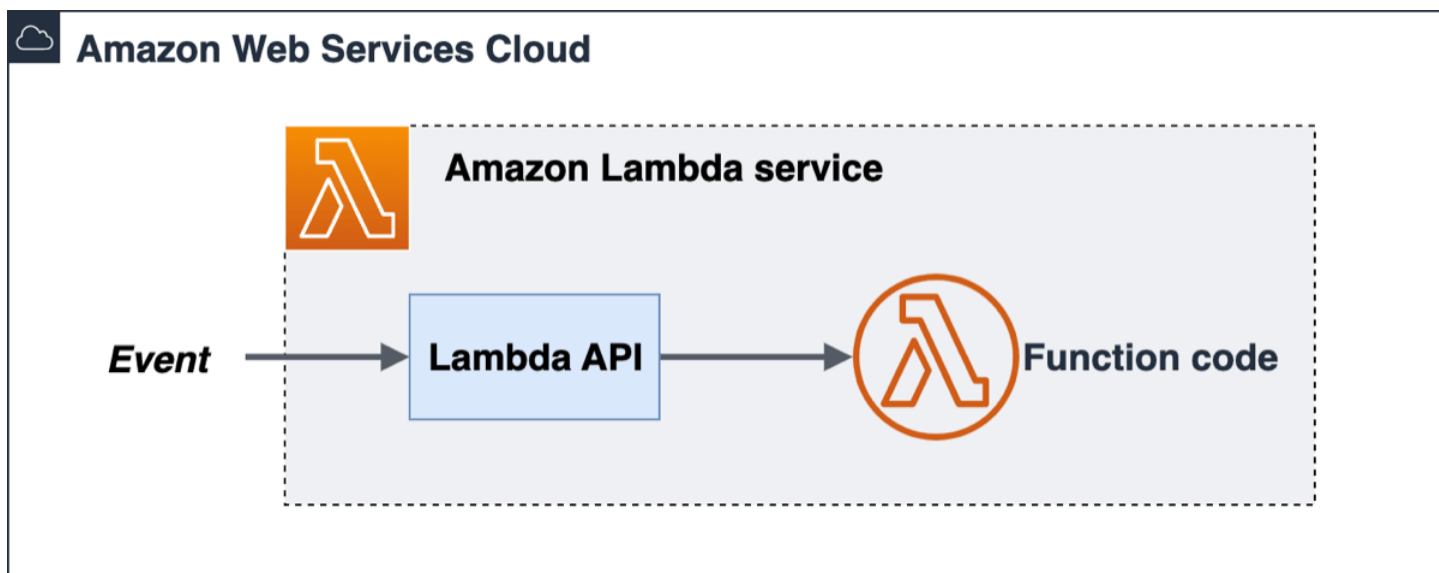 Amazon Web Services Cloud
Amazon Lambda service
Event
Lambda API
Function code